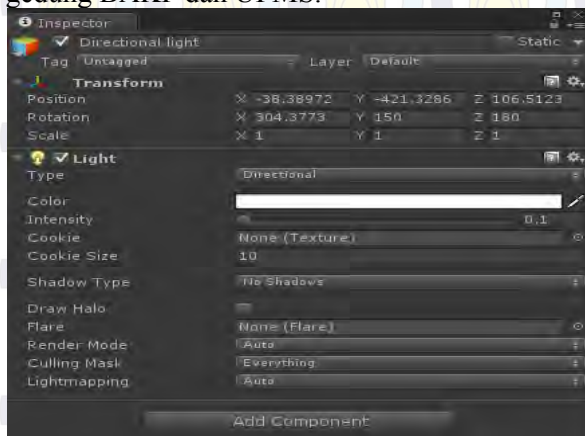 gedung BAKP dan UPMS.
Inspector
Directional light Static
Tag Untagged Layer Default
Transform
Position X -38.38972 Y -421.3286 Z 106.5123
Rotation X 304.3773 Y 150 Z 180
Scale X 1 Y 1 Z 1
Light
Type Directional
Color
Intensity 0.1
Cookie None (Texture)
Cookie Size 10
Shadow Type No Shadows
Draw Halo
Flare None (Flare)
Render Mode Auto
Culling Mask Everything
Lightmapping Auto
Add Component